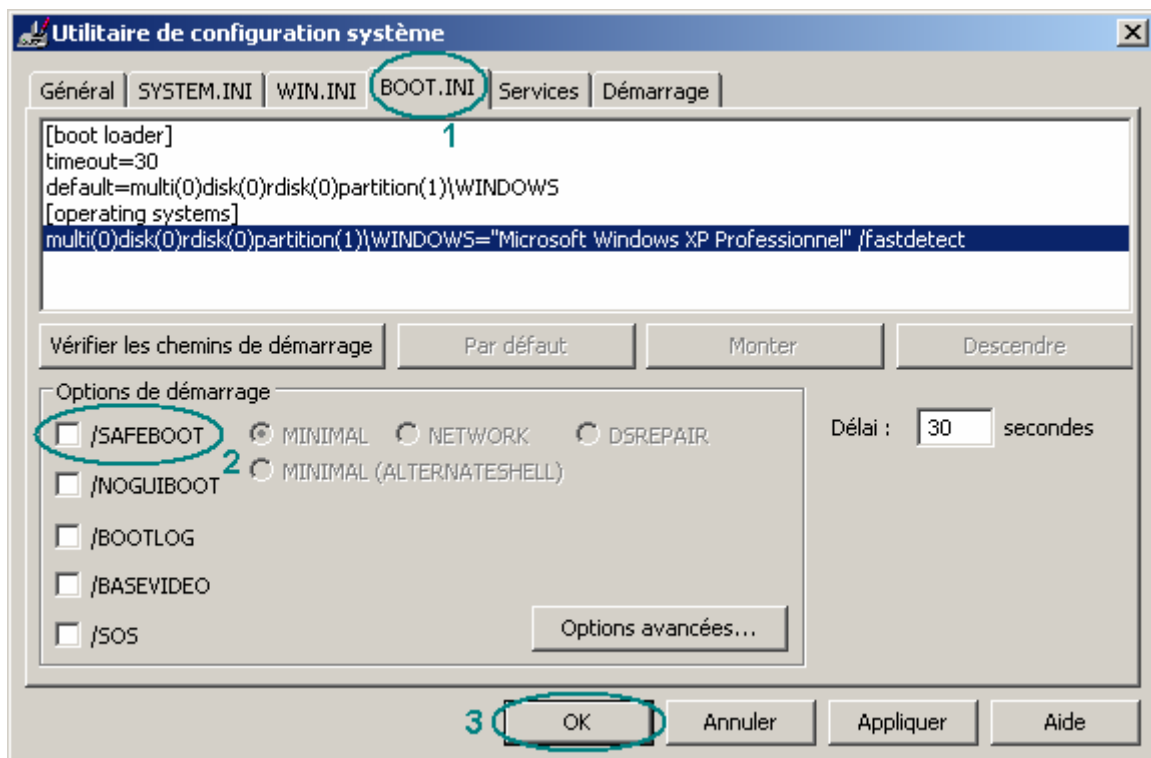 Utilitaire de configuration système
Général SYSTEM.INI WIN.INI BOOT.INI Services Démarrage
1
[boot loader]
timeout=30
default=multi(0)disk(0)rdisk(0)partition(1)\WINDOWS
[operating systems]
multi(0)disk(0)rdisk(0)partition(1)\WINDOWS="Microsoft Windows XP Professionnel" /fastdetect
Vérifier les chemins de démarrage Par défaut Monter Descendre
Options de démarrage
/SAFEBOOT MINIMAL NETWORK DSREPAIR Délai : 30 secondes
2 MINIMAL (ALTERNATESHELL)
/NOGUIBOOT
/BOOTLOG
/BASEVIDEO
/SOS Options avancées...
3 OK Annuler Appliquer Aide